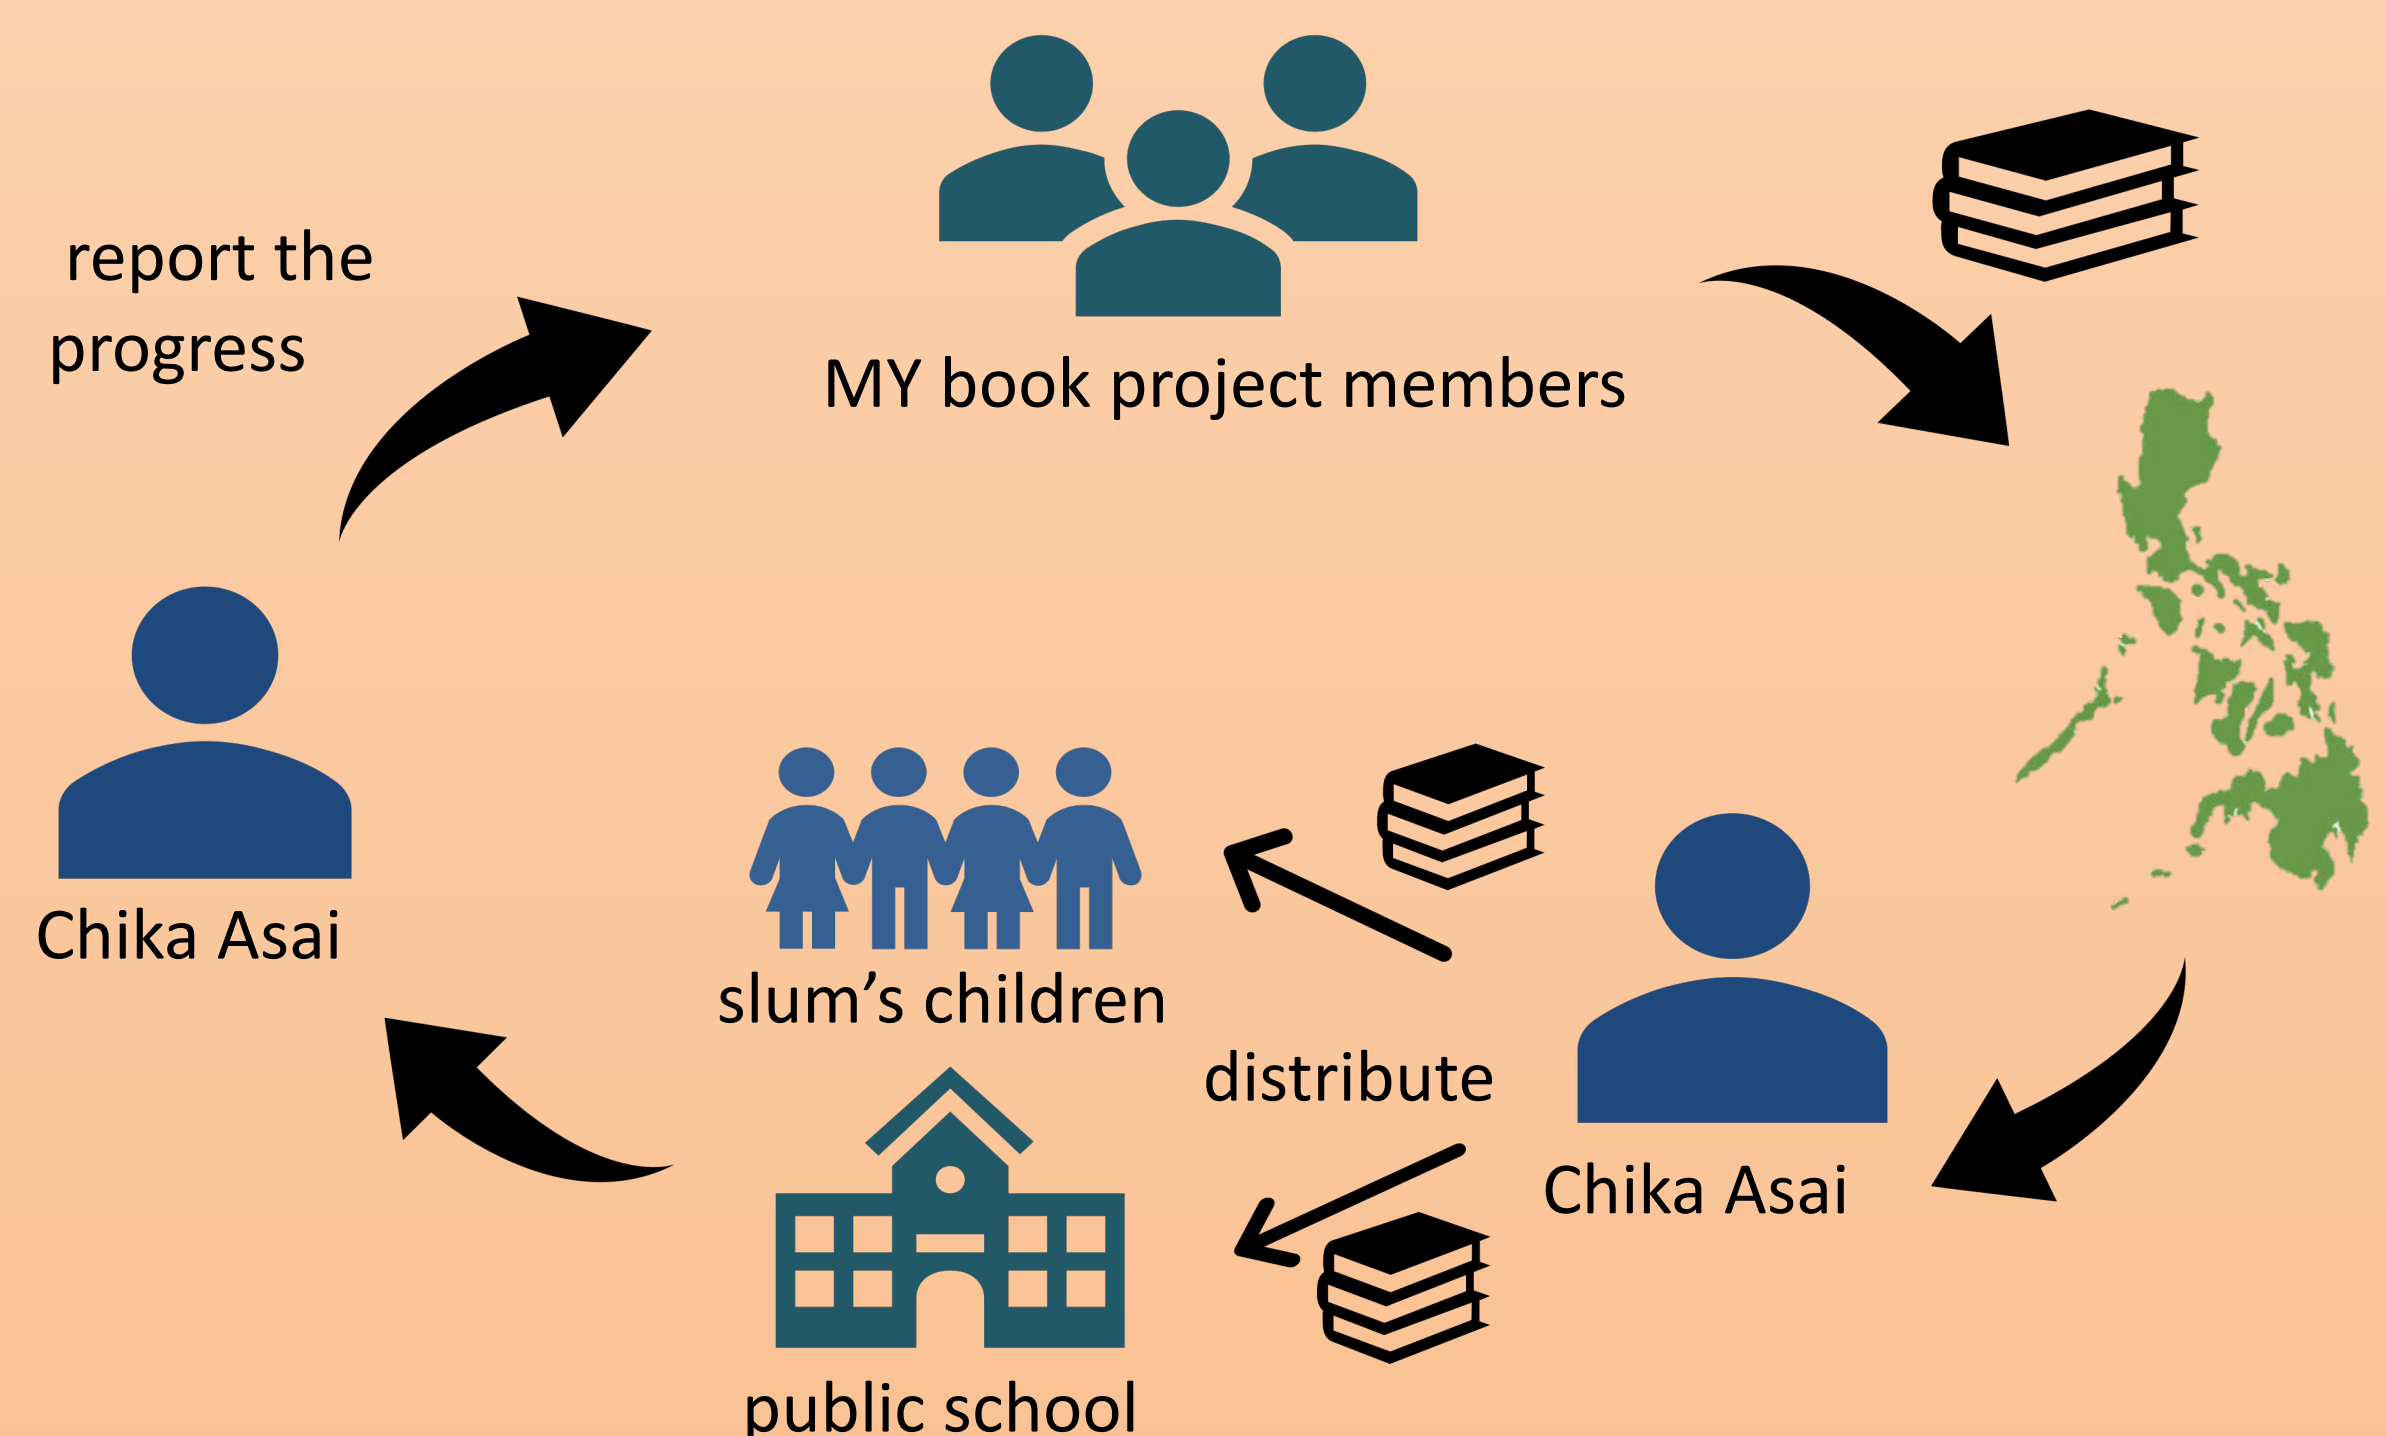 report the
progress
MY book project members
Chika Asai
slum’s children
distribute
Chika Asai
public school